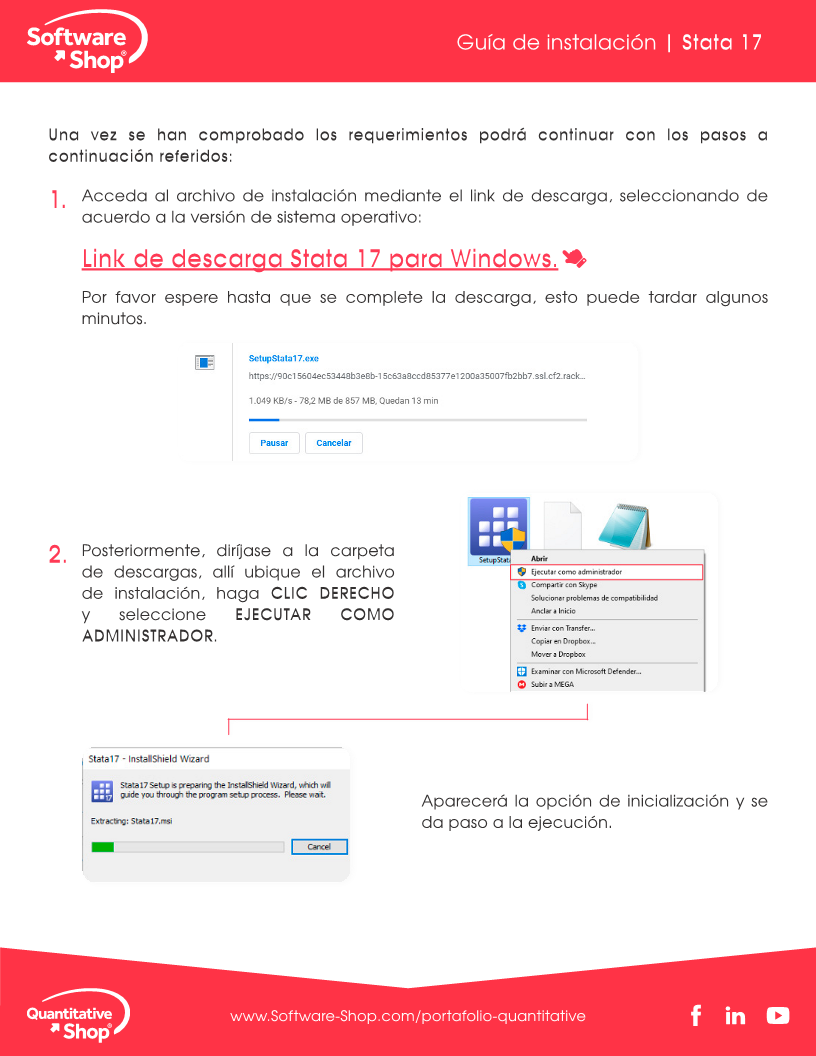 Software
Shop®
Guía de instalación | Stata 17
Una vez se han comprobado los requerimientos podrá continuar con los pasos a
continuación referidos:
1. Acceda al archivo de instalación mediante el link de descarga, seleccionando de
acuerdo a la versión de sistema operativo:
Link de descarga Stata 17 para Windows.
Por favor espere hasta que se complete la descarga, esto puede tardar algunos
minutos.
SetupStata17.exe
https://90c15604ec53448b3e8b-15c63a8ccd85377e1200a35007fb2bb7.ssl.cf2.rack...
1.049 KB/s - 78,2 MB de 857 MB, Quedan 13 min
Pausar Cancelar
2. Posteriormente, diríjase a la carpeta
de descargas, allí ubique el archivo
de instalación, haga CLIC DERECHO
y seleccione EJECUTAR COMO
ADMINISTRADOR.
SetupStata
Abrir
Ejecutar como administrador
Compartir con Skype
Solucionar problemas de compatibilidad
Anclar a Inicio
Enviar con Transfer...
Copiar en Dropbox...
Mover a Dropbox
Examinar con Microsoft Defender...
Subir a MEGA
Stata17 - InstallShield Wizard
17
Stata17 Setup is preparing the InstallShield Wizard, which will
guide you through the program setup process. Please wait.
Extracting: Stata17.msi
Cancel
Aparecerá la opción de inicialización y se
da paso a la ejecución.
Quantitative
Shop®
www.Software-Shop.com/portafolio-quantitative